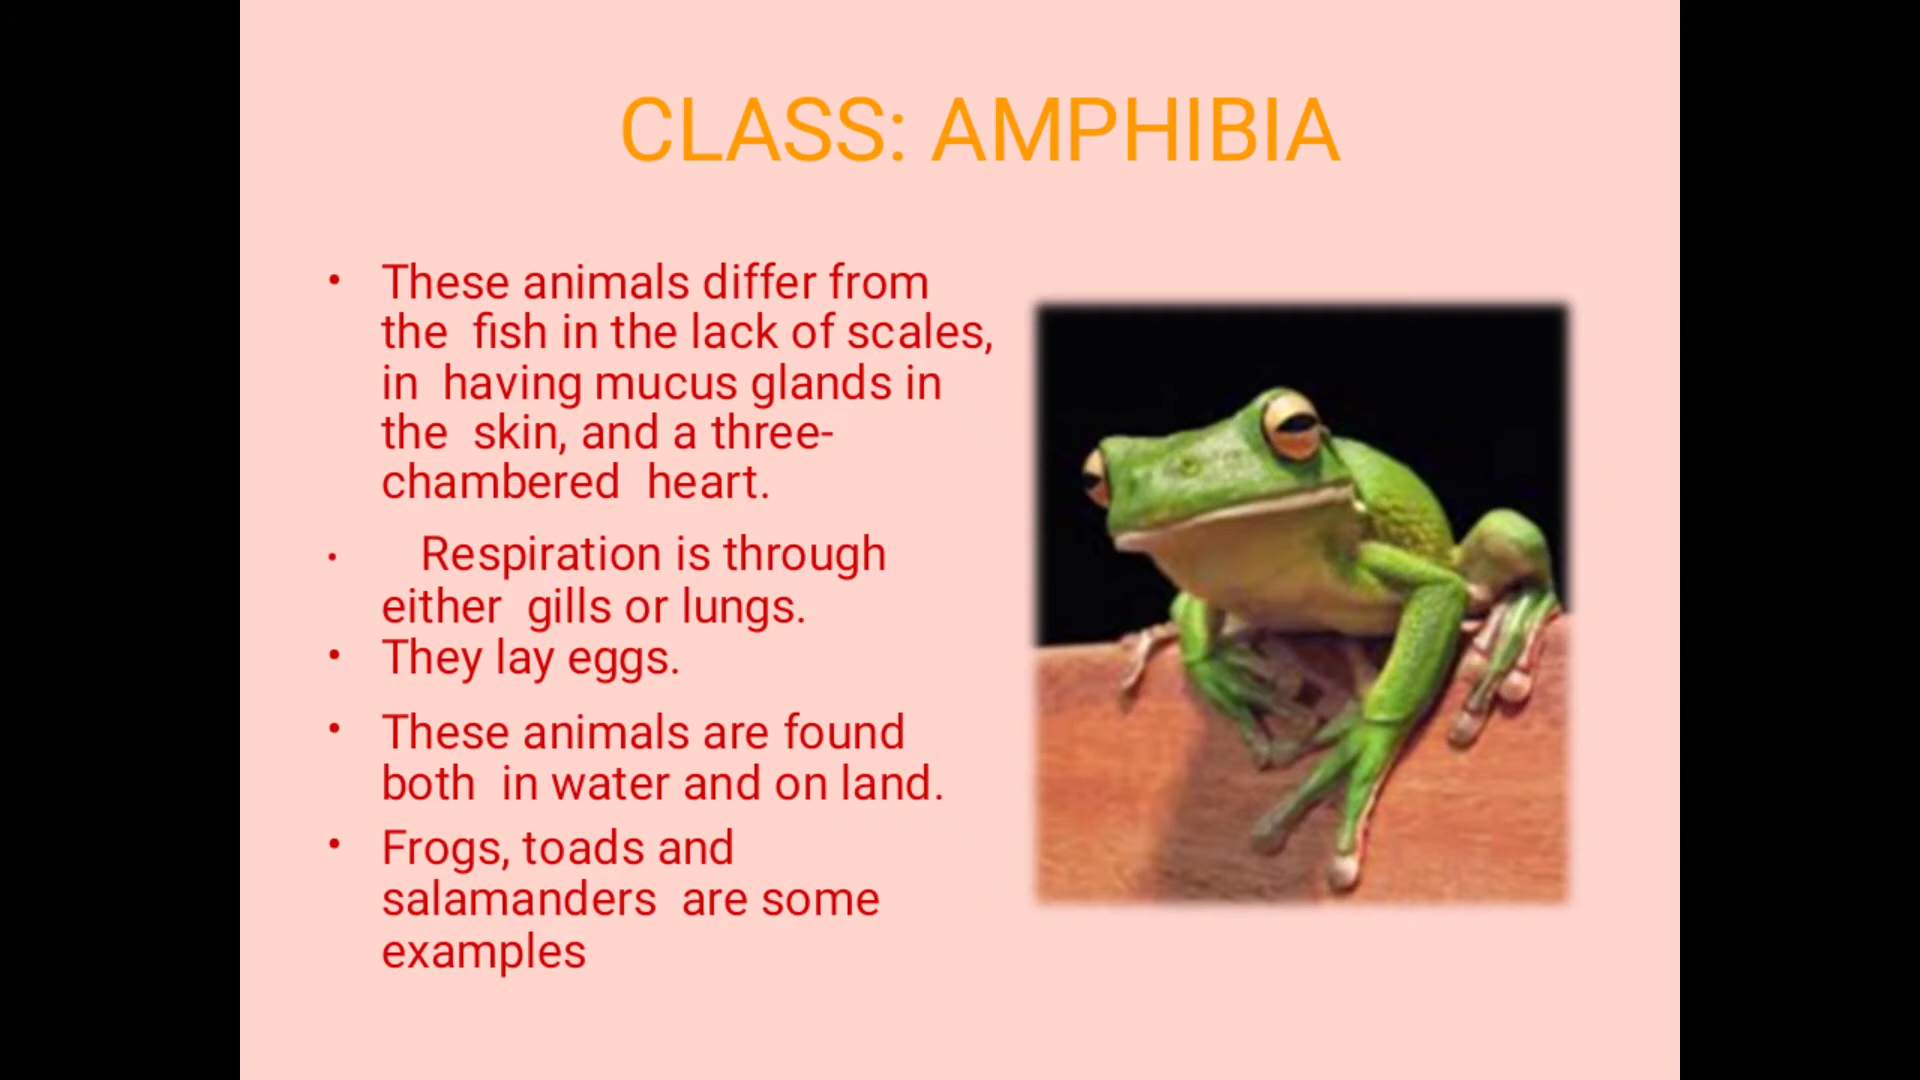 CLASS: AMPHIBIA
• These animals differ from
the fish in the lack of scales,
in having mucus glands in
the skin, and a three-
chambered heart.
• Respiration is through
either gills or lungs.
• They lay eggs.
• These animals are found
both in water and on land.
• Frogs, toads and
salamanders are some
examples